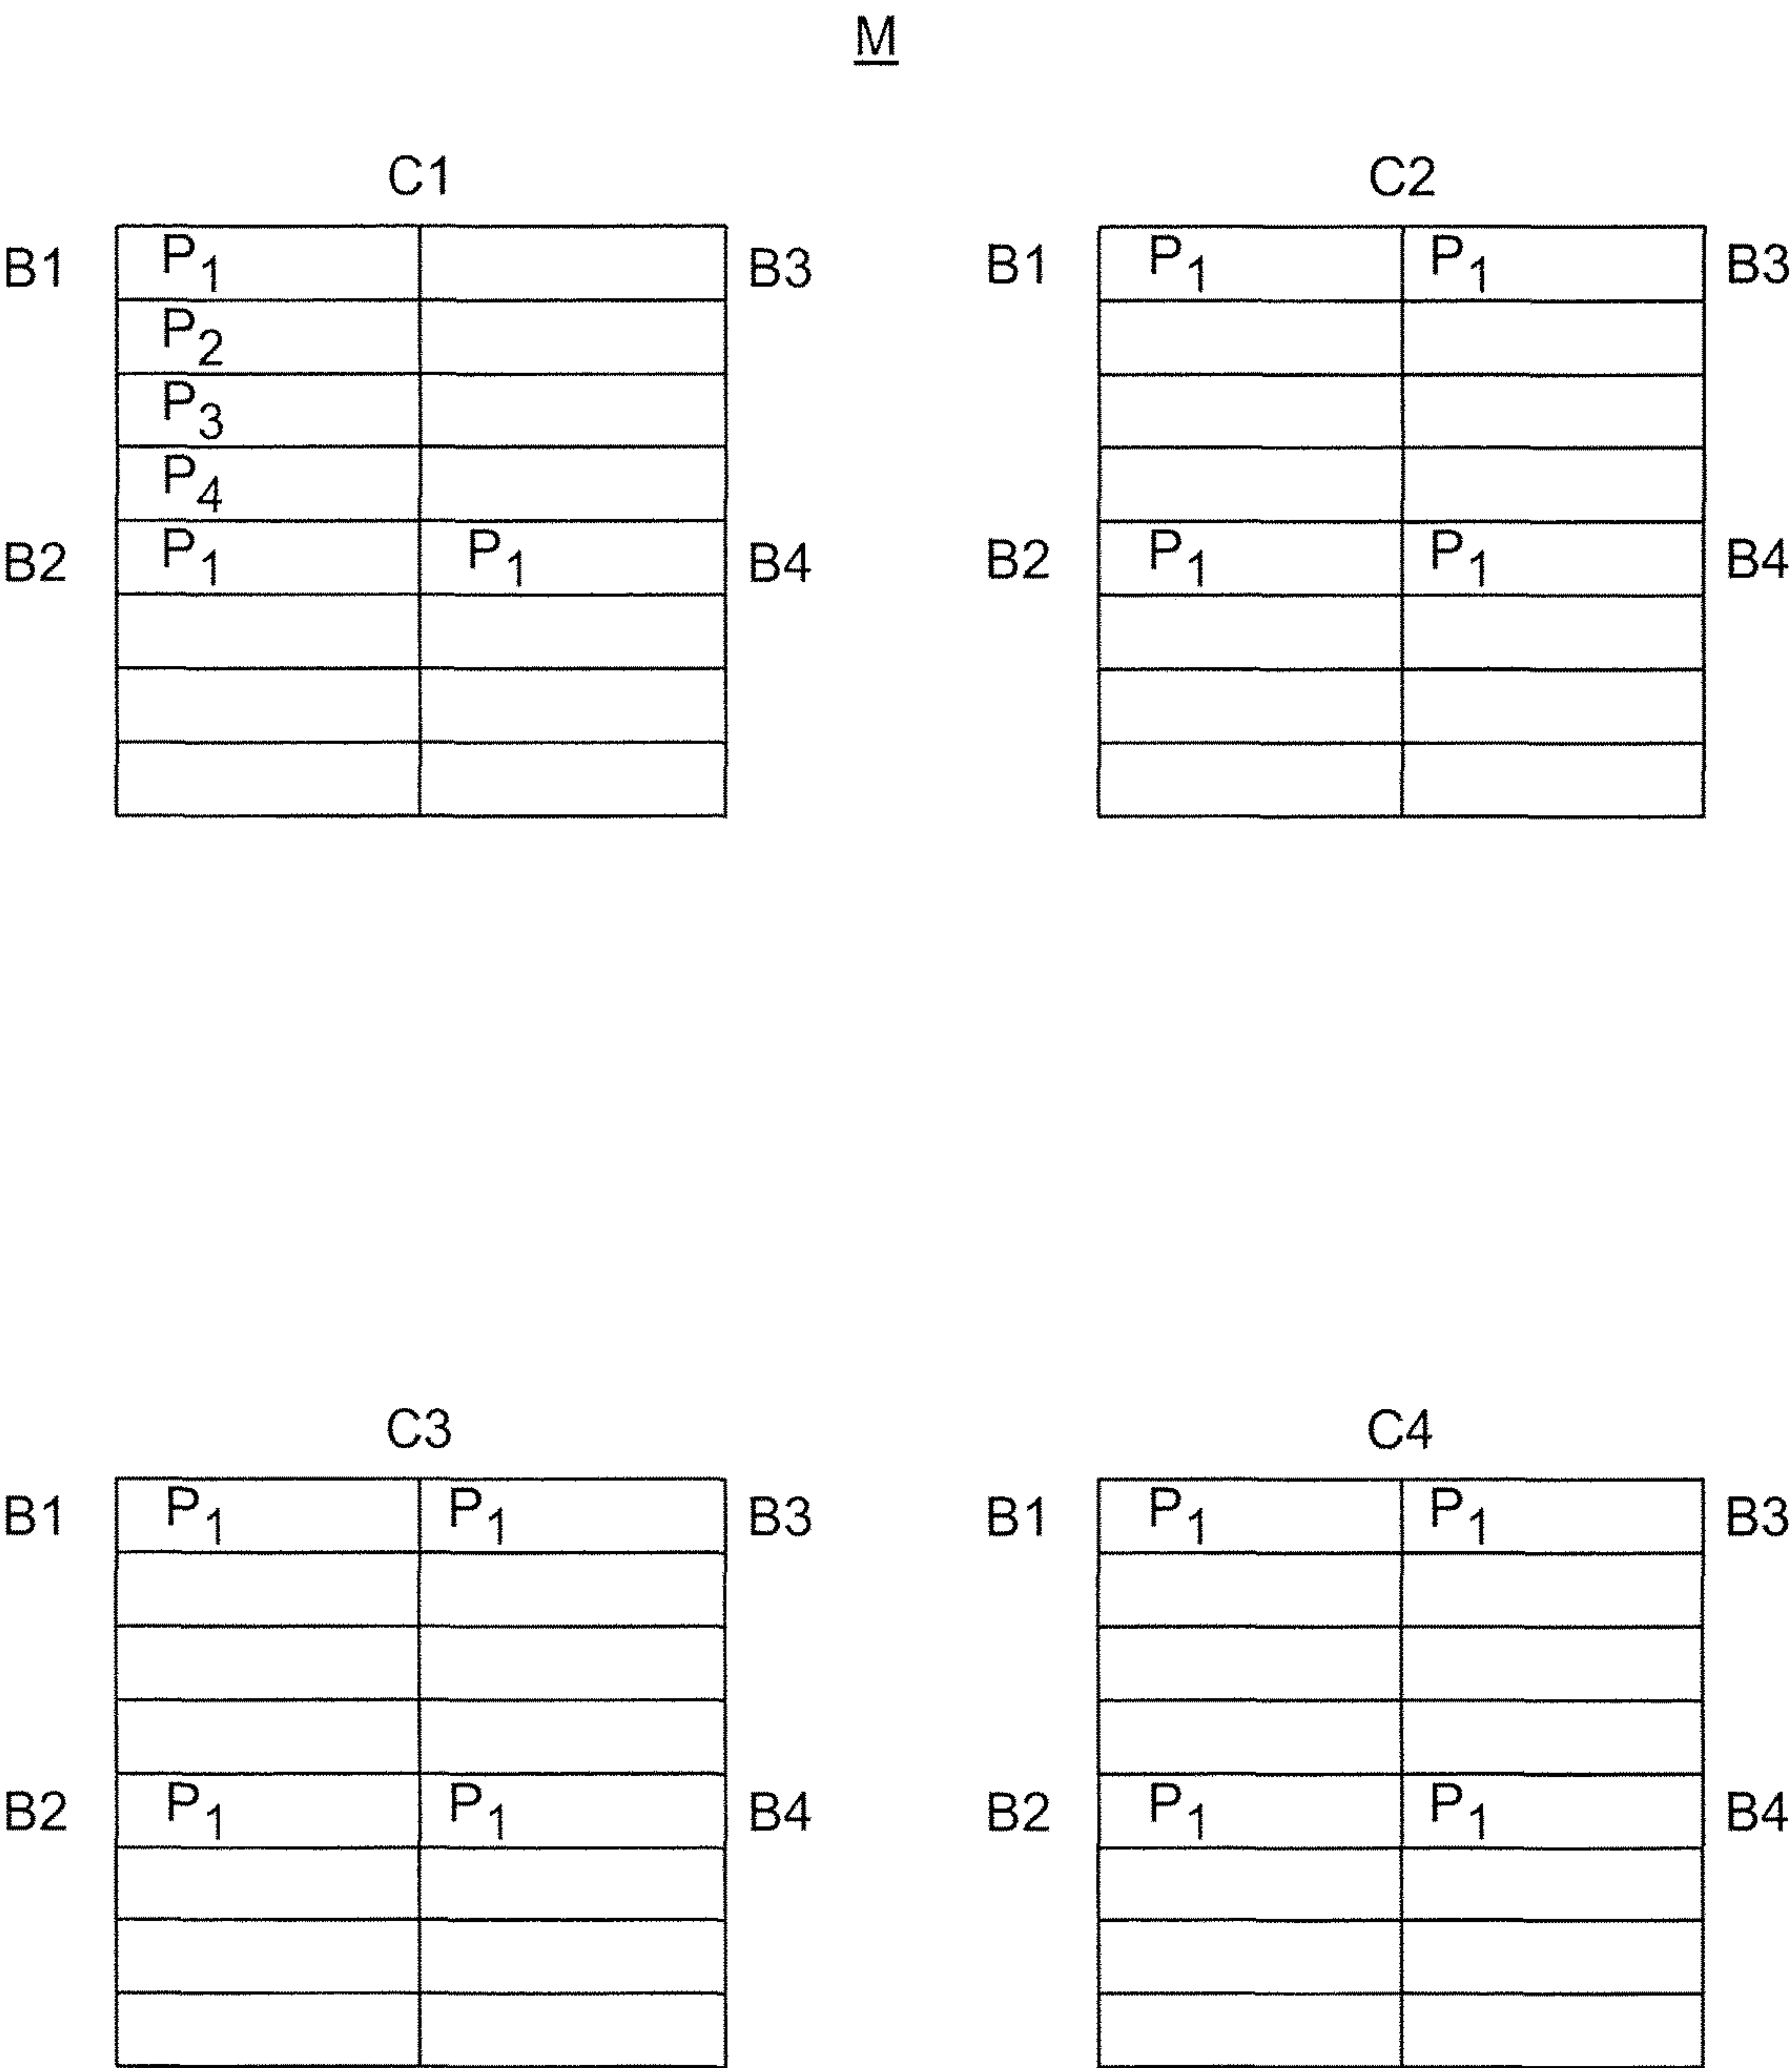 M
C1 C2
B1 P1 B3 B1 P1 P1 B3
P2
P3
P4
B2 P1 P1 B4 B2 P1 P1 B4
C3 C4
B1 P1 P1 B3 B1 P1 P1 B3
B2 P1 P1 B4 B2 P1 P1 B4